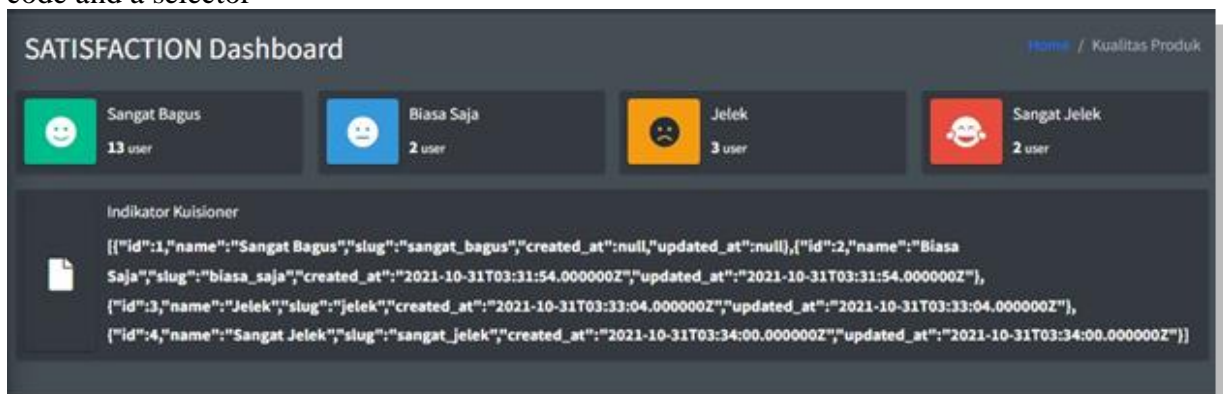 code and a selector
SATISFACTION Dashboard
Home / Kualitas Produk
Sangat Bagus
13 user
Biasa Saja
2 user
Jelek
3 user
Sangat Jelek
2 user
Indikator Kuisioner
[{"id":1,"name":"Sangat Bagus","slug":"sangat_bagus","created_at":null,"updated_at":null},{"id":2,"name":"Biasa
Saja","slug":"biasa_saja","created_at":"2021-10-31T03:31:54.000000Z","updated_at":"2021-10-31T03:31:54.000000Z"},
{"id":3,"name":"Jelek","slug":"jelek","created_at":"2021-10-31T03:33:04.000000Z","updated_at":"2021-10-31T03:33:04.000000Z"},
{"id":4,"name":"Sangat Jelek","slug":"sangat_jelek","created_at":"2021-10-31T03:34:00.000000Z","updated_at":"2021-10-31T03:34:00.000000Z"}]